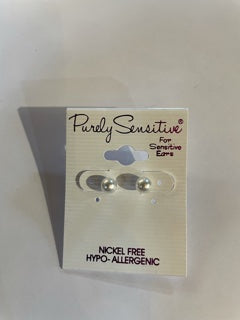 Purely Sensitive®
For
Sensitive
Ears
NICKEL FREE
HYPO-ALLERGENIC